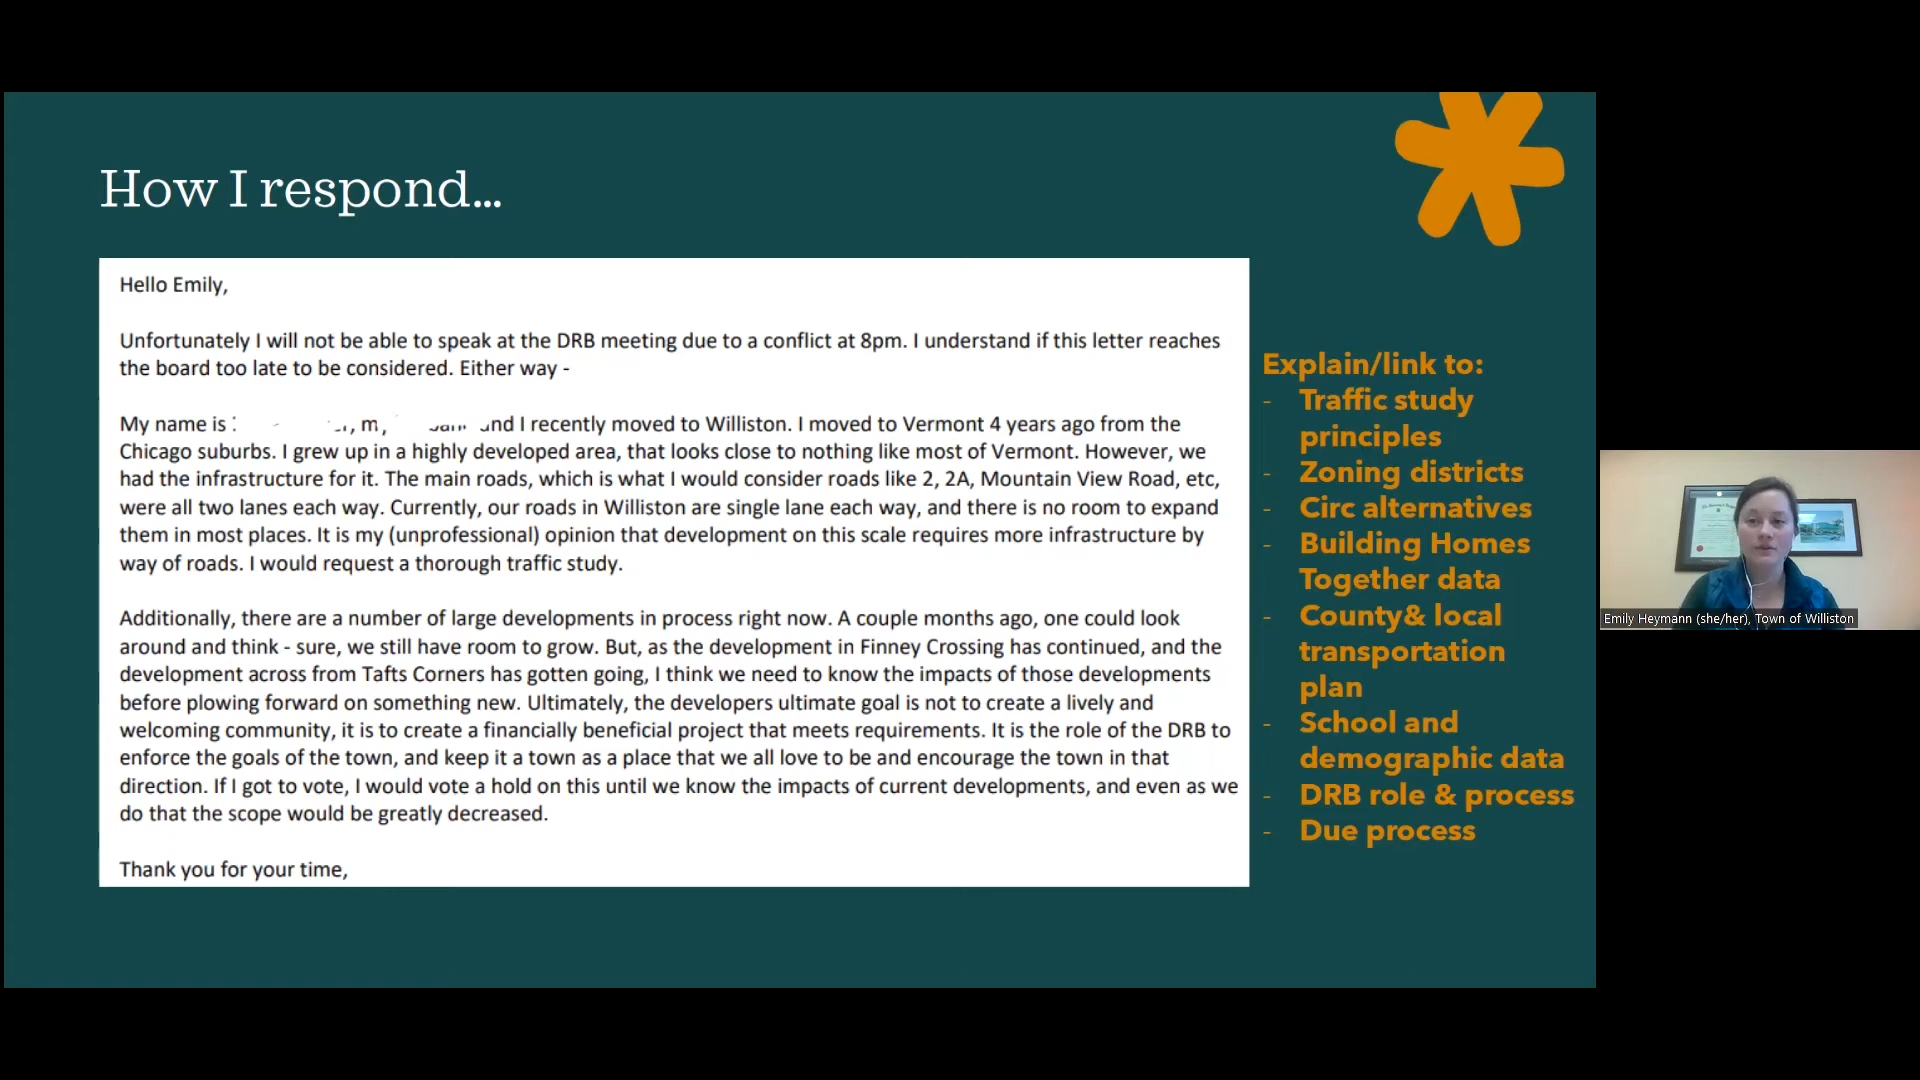 How I respond...
Hello Emily,
Unfortunately I will not be able to speak at the DRB meeting due to a conflict at 8pm. I understand if this letter reaches
the board too late to be considered. Either way -
My name is and I recently moved to Williston. I moved to Vermont 4 years ago from the
Chicago suburbs. I grew up in a highly developed area, that looks close to nothing like most of Vermont. However, we
had the infrastructure for it. The main roads, which is what I would consider roads like 2, 2A, Mountain View Road, etc,
were all two lanes each way. Currently, our roads in Williston are single lane each way, and there is no room to expand
them in most places. It is my (unprofessional) opinion that development on this scale requires more infrastructure by
way of roads. I would request a thorough traffic study.
Additionally, there are a number of large developments in process right now. A couple months ago, one could look
around and think - sure, we still have room to grow. But, as the development in Finney Crossing has continued, and the
development across from Tafts Corners has gotten going, I think we need to know the impacts of those developments
before plowing forward on something new. Ultimately, the developers ultimate goal is not to create a lively and
welcoming community, it is to create a financially beneficial project that meets requirements. It is the role of the DRB to
enforce the goals of the town, and keep it a town as a place that we all love to be and encourage the town in that
direction. If I got to vote, I would vote a hold on this until we know the impacts of current developments, and even as we
do that the scope would be greatly decreased.
Thank you for your time,
Explain/link to:
- Traffic study
principles
- Zoning districts
- Circ alternatives
- Building Homes
Together data
- County& local
transportation
plan
- School and
demographic data
- DRB role & process
- Due process
Emily Heymann (she/her), Town of Williston